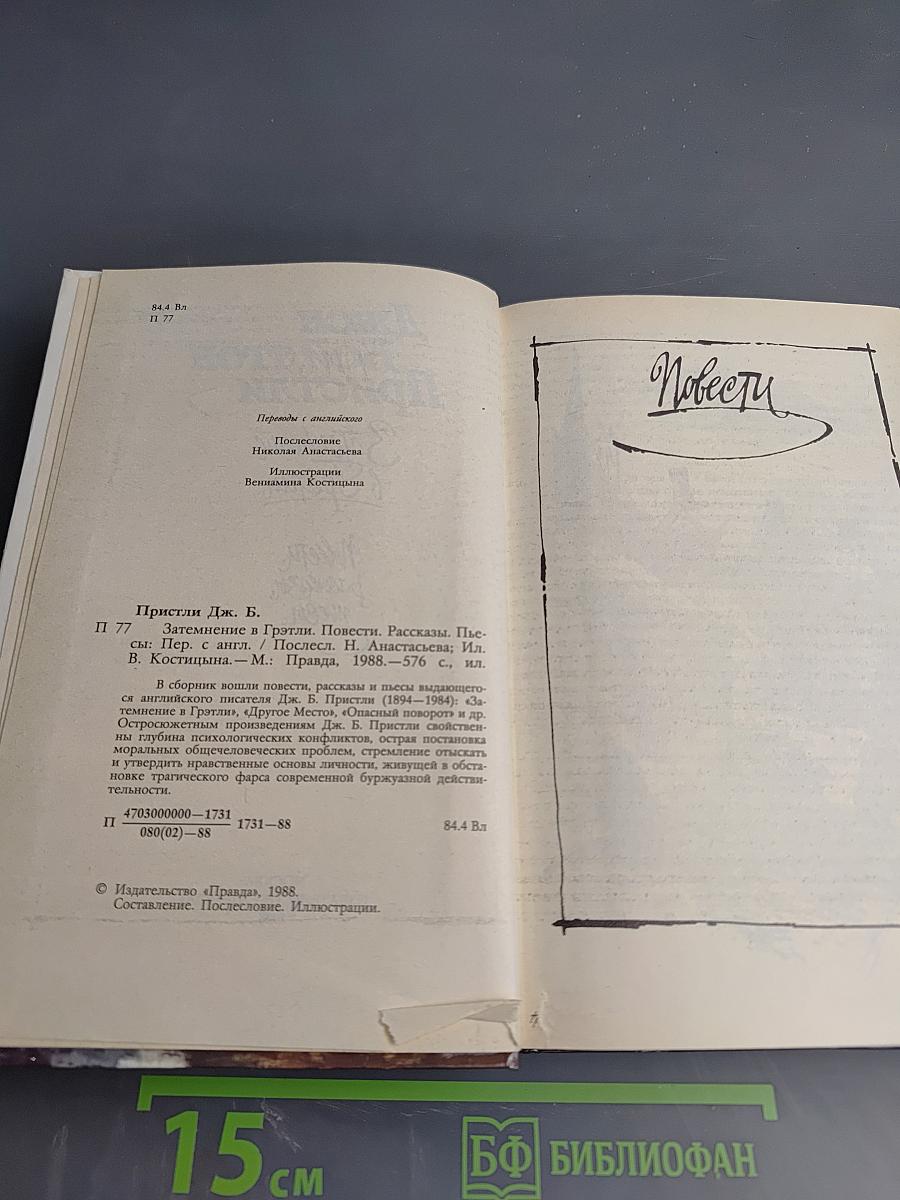 84.4 Вл
П 77
Переводы с английского
Послесловие
Николая Анастасьева
Иллюстрации
Вениамина Костицына
Пристли Дж. Б.
П 77 Затемнение в Грэтли. Повести. Рассказы. Пье-
сы: Пер. с англ. / Послесл. Н. Анастасьева; Ил.
В. Костицына.— М.: Правда, 1988.—576 с., ил.
В сборник вошли повести, рассказы и пьесы выдающего-
ся английского писателя Дж. Б. Пристли (1894—1984): «За-
темнение в Грэтли», «Другое Место», «Опасный поворот» и др.
Остросюжетным произведениям Дж. Б. Пристли свойствен-
ны глубина психологических конфликтов, острая постановка
моральных общечеловеческих проблем, стремление отыскать
и утвердить нравственные основы личности, живущей в обста-
новке трагического фарса современной буржуазной действи-
тельности.
П 4703000000—1731
080(02)—88 1731—88 84.4 Вл
© Издательство «Правда», 1988.
Составление. Послесловие. Иллюстрации.
Повести
15 см
БФ БИБЛИОФАН